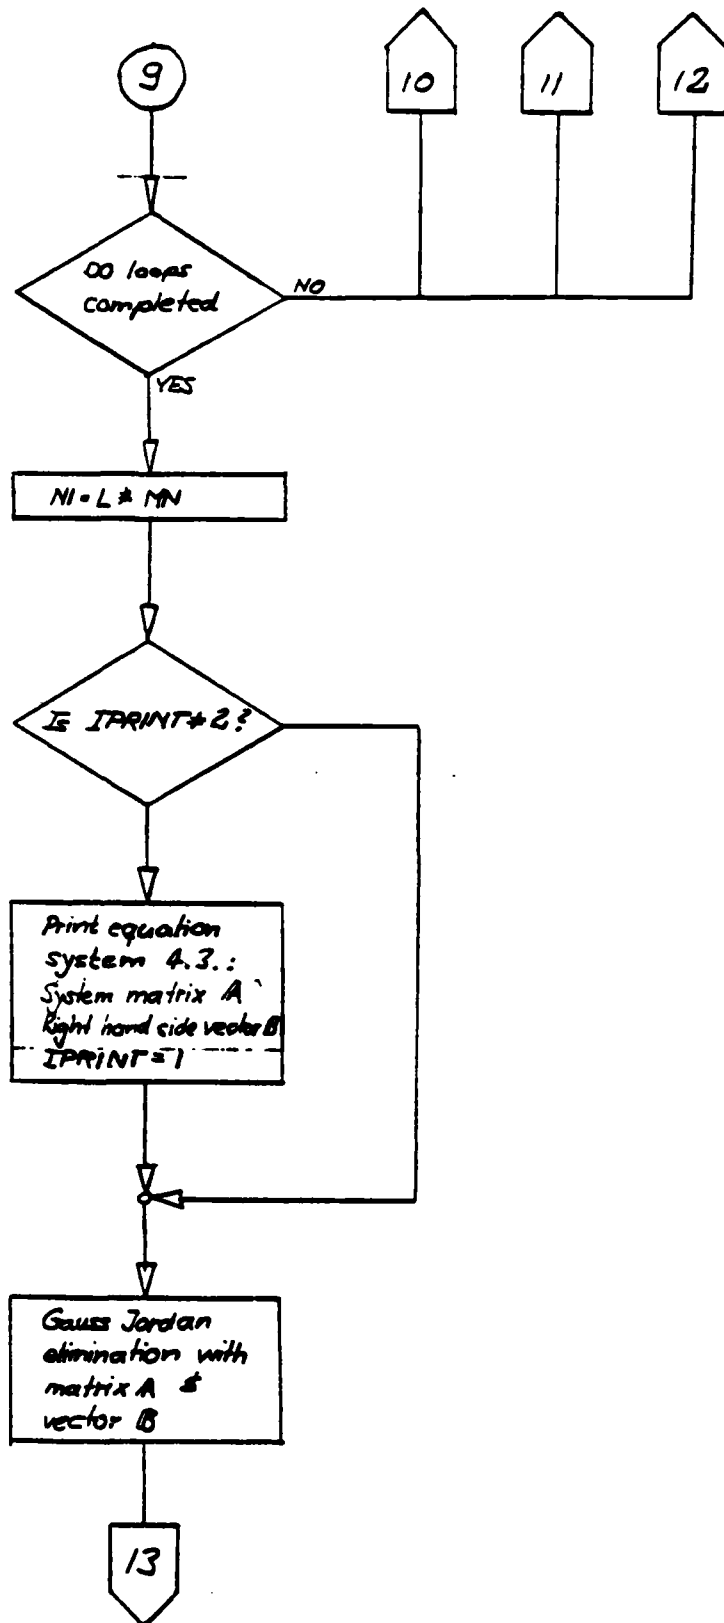 9
10
11
12
DO loops
completed
NO
YES
NI = L * MN
Is IPRINT ≠ 2?
Print equation
system 4.3.:
System matrix A
Right hand side vector B
IPRINT = 1
Gauss Jordan
elimination with
matrix A &
vector B
13